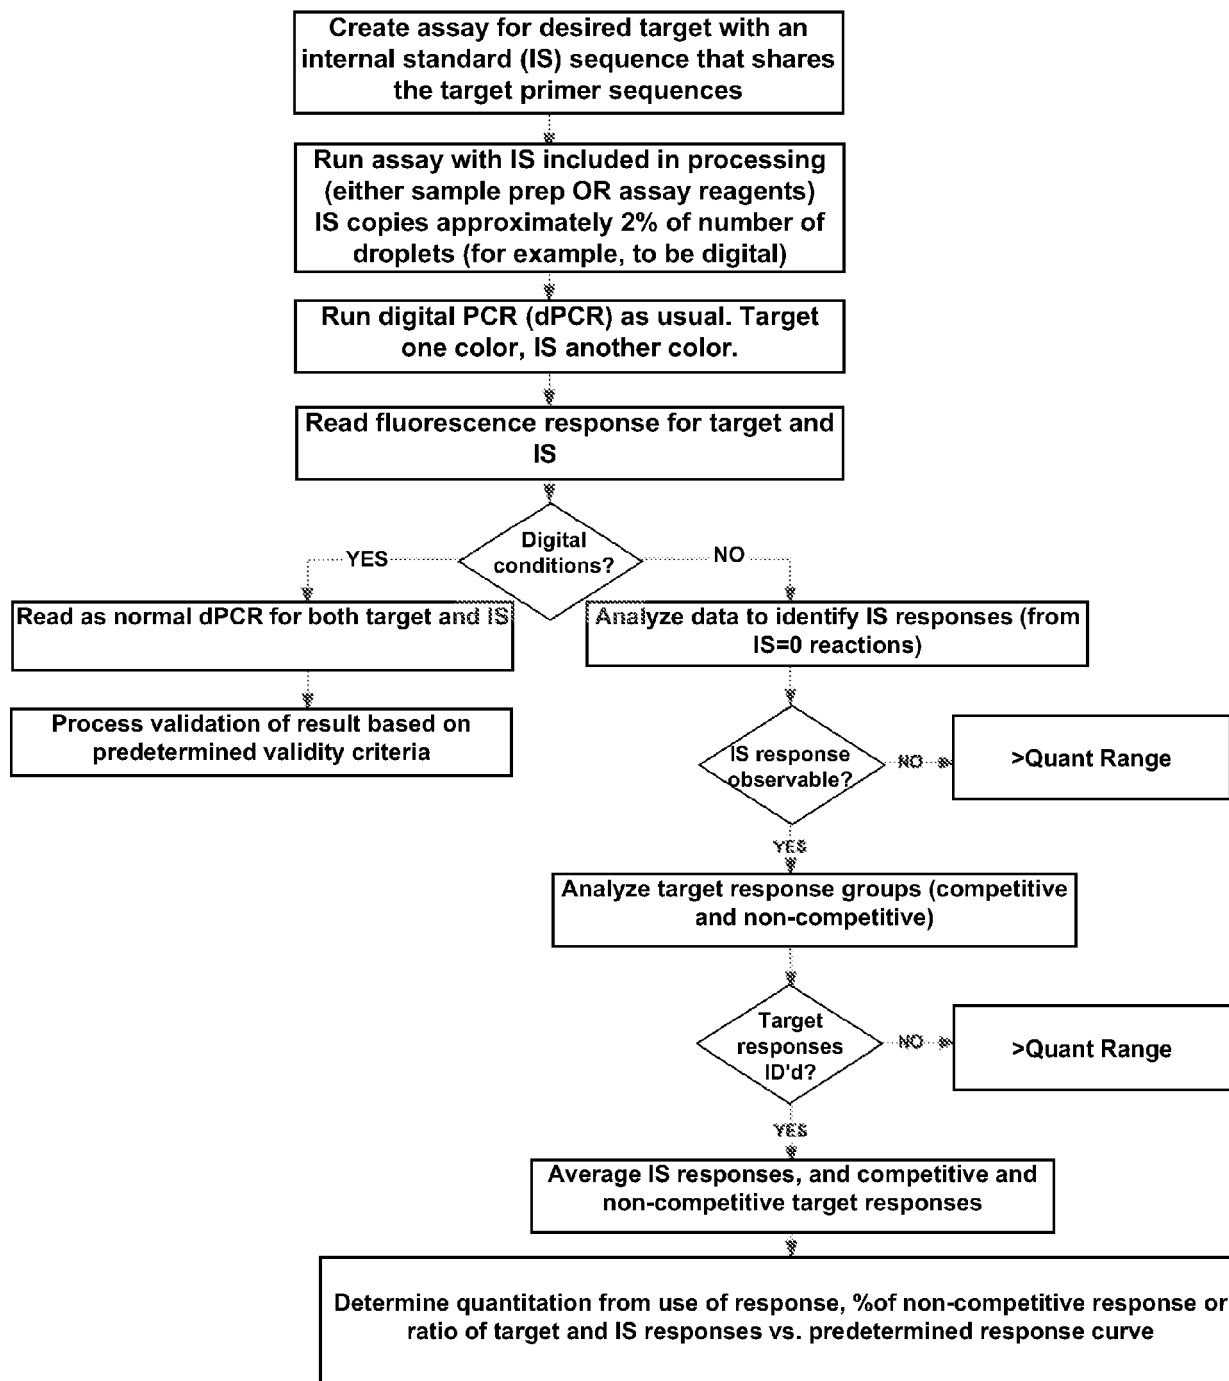 Create assay for desired target with an
internal standard (IS) sequence that shares
the target primer sequences
Run assay with IS included in processing
(either sample prep OR assay reagents)
IS copies approximately 2% of number of
droplets (for example, to be digital)
Run digital PCR (dPCR) as usual. Target
one color, IS another color.
Read fluorescence response for target and
IS
Digital
conditions?
YES
NO
Read as normal dPCR for both target and IS
Analyze data to identify IS responses (from
IS=0 reactions)
Process validation of result based on
predetermined validity criteria
IS response
observable?
NO
>Quant Range
YES
Analyze target response groups (competitive
and non-competitive)
Target
responses
ID'd?
NO
>Quant Range
YES
Average IS responses, and competitive and
non-competitive target responses
Determine quantitation from use of response, %of non-competitive response or
ratio of target and IS responses vs. predetermined response curve